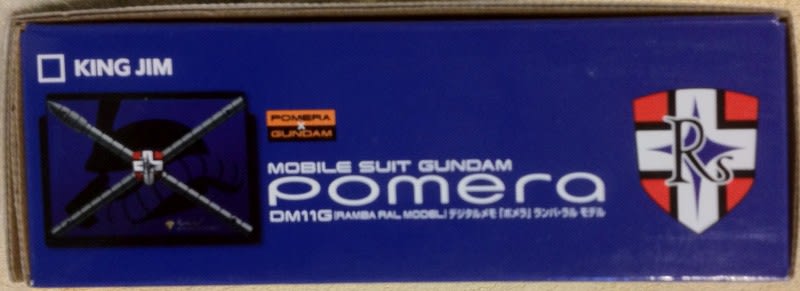 KING JIM
POMERA
×
GUNDAM
MOBILE SUIT GUNDAM
pomera
DM11G [RAMBA RAL MODEL] デジタルメモ「ポメラ」ランバ・ラル モデル
Rs